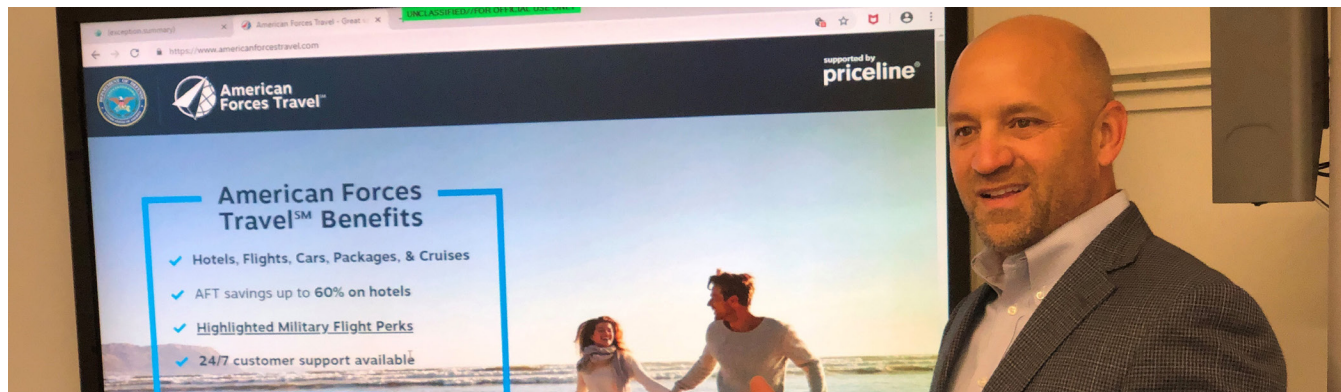 UNCLASSIFIED//FOR OFFICIAL USE ONLY
(exception summary)
American Forces Travel - Great
https://www.americanforcestravel.com
American
Forces Travel℠
supported by
priceline®
American Forces
Travel℠ Benefits
Hotels, Flights, Cars, Packages, & Cruises
AFT savings up to 60% on hotels
Highlighted Military Flight Perks
24/7 customer support available